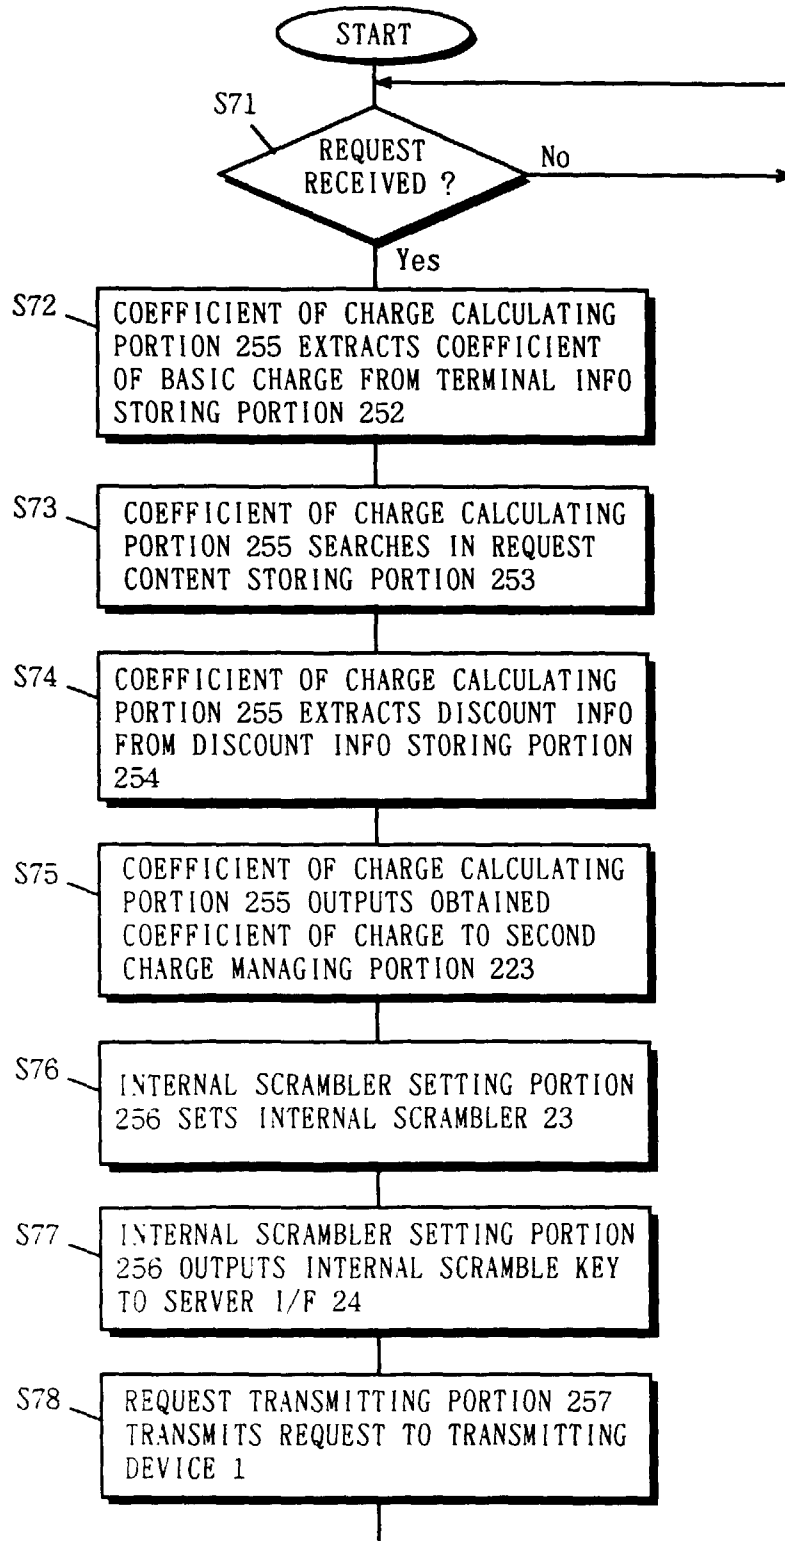 START
S71
REQUEST
RECEIVED ?
No
Yes
S72
COEFFICIENT OF CHARGE CALCULATING
PORTION 255 EXTRACTS COEFFICIENT
OF BASIC CHARGE FROM TERMINAL INFO
STORING PORTION 252
S73
COEFFICIENT OF CHARGE CALCULATING
PORTION 255 SEARCHES IN REQUEST
CONTENT STORING PORTION 253
S74
COEFFICIENT OF CHARGE CALCULATING
PORTION 255 EXTRACTS DISCOUNT INFO
FROM DISCOUNT INFO STORING PORTION
254
S75
COEFFICIENT OF CHARGE CALCULATING
PORTION 255 OUTPUTS OBTAINED
COEFFICIENT OF CHARGE TO SECOND
CHARGE MANAGING PORTION 223
S76
INTERNAL SCRAMBLER SETTING PORTION
256 SETS INTERNAL SCRAMBLER 23
S77
INTERNAL SCRAMBLER SETTING PORTION
256 OUTPUTS INTERNAL SCRAMBLE KEY
TO SERVER I/F 24
S78
REQUEST TRANSMITTING PORTION 257
TRANSMITS REQUEST TO TRANSMITTING
DEVICE 1